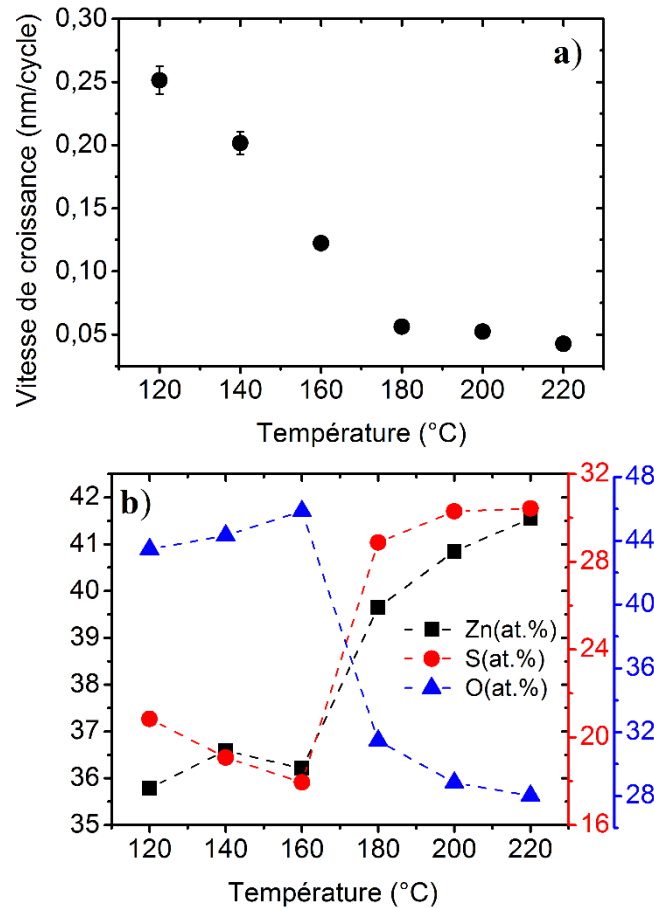 a)
Vitesse de croissance (nm/cycle)
0,30
0,25
0,20
0,15
0,10
0,05
120 140 160 180 200 220
Température (°C)
b)
42
41
40
39
38
37
36
35
32
28
24
20
16
48
44
40
36
32
28
Zn(at.%)
S(at.%)
O(at.%)
120 140 160 180 200 220
Température (°C)